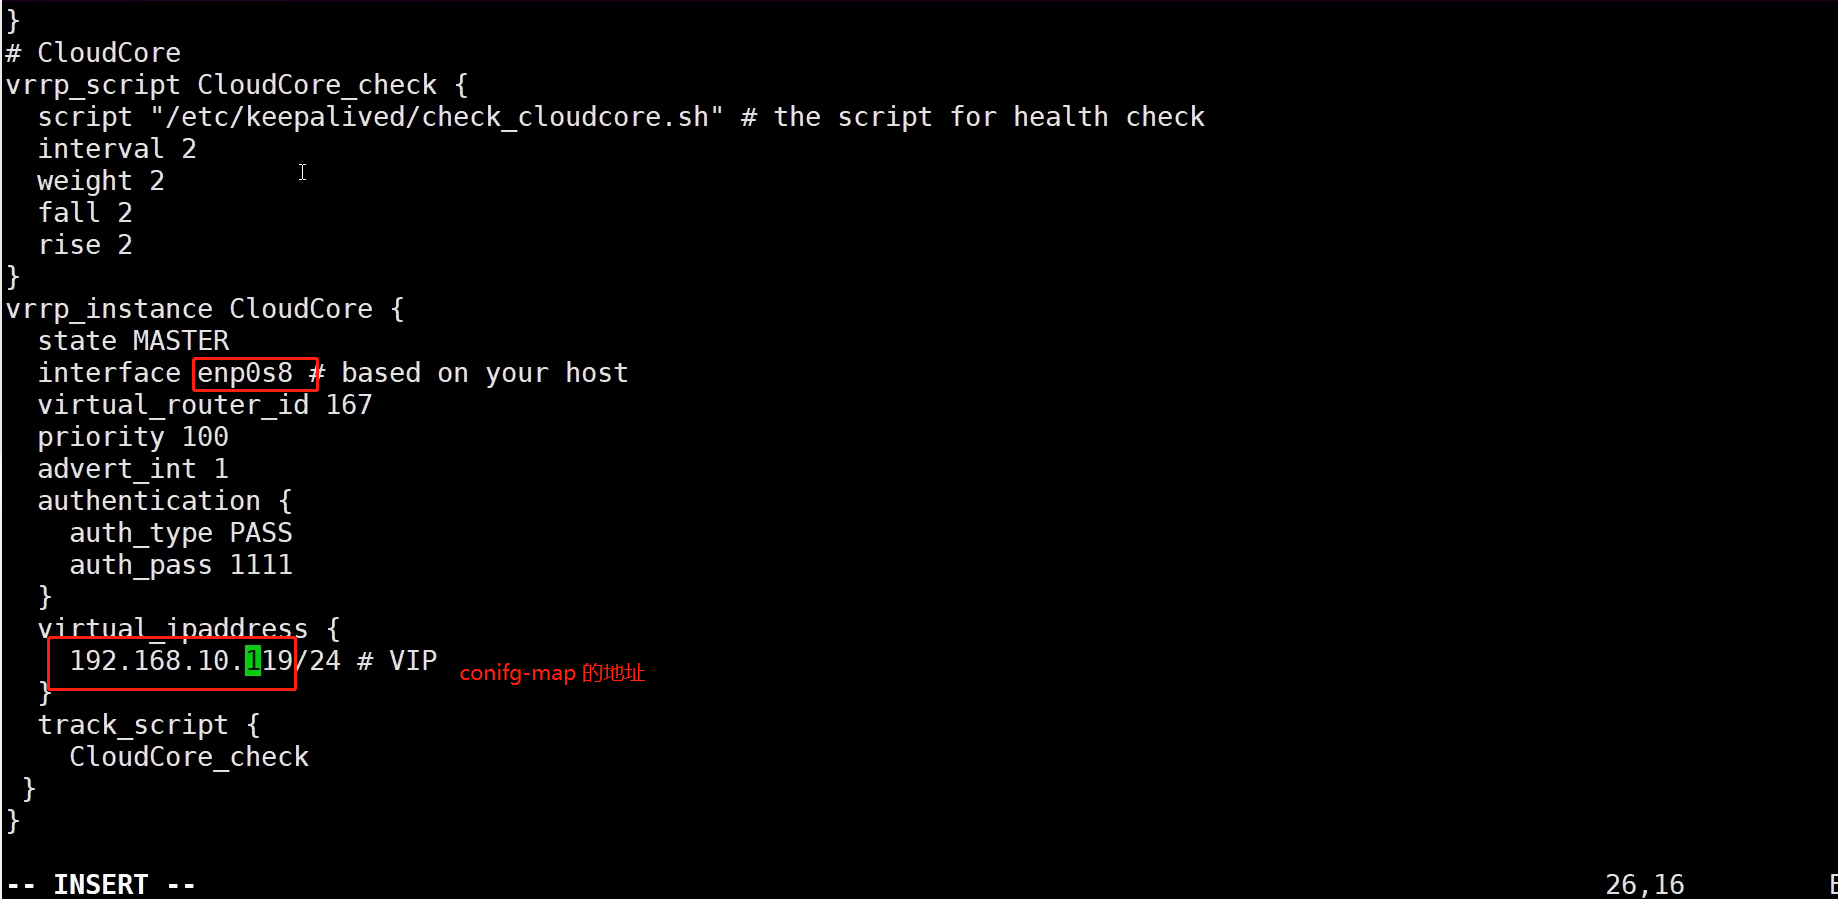 }
# CloudCore
vrrp_script CloudCore_check {
  script "/etc/keepalived/check_cloudcore.sh" # the script for health check
  interval 2
  weight 2
  fall 2
  rise 2
}
vrrp_instance CloudCore {
  state MASTER
  interface enp0s8 # based on your host
  virtual_router_id 167
  priority 100
  advert_int 1
  authentication {
    auth_type PASS
    auth_pass 1111
  }
  virtual_ipaddress {
    192.168.10.119/24 # VIP conifg-map 的地址
  }
  track_script {
    CloudCore_check
 }
}
-- INSERT -- 26,16